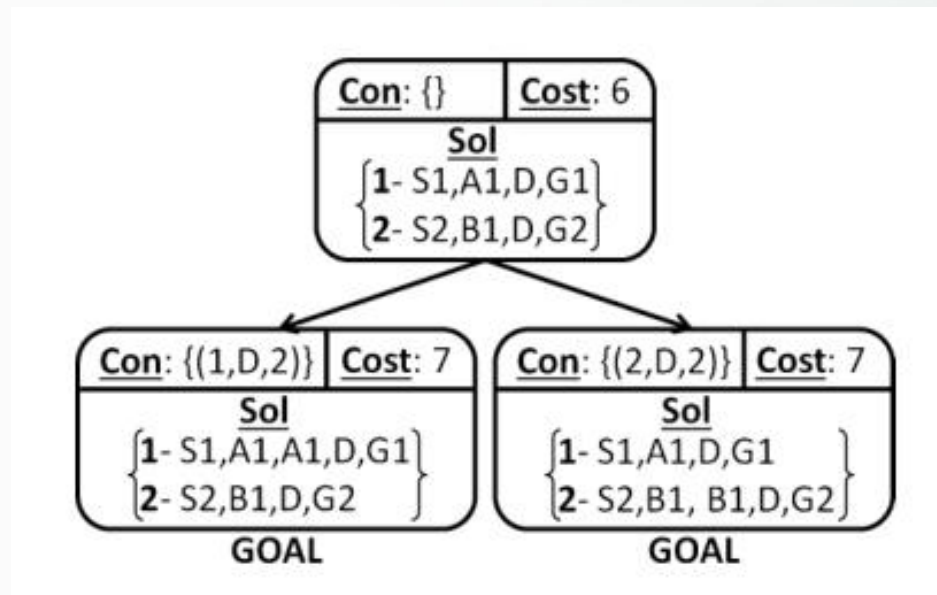 Con: {} Cost: 6
Sol
1- S1,A1,D,G1
2- S2,B1,D,G2
Con: {(1,D,2)} Cost: 7
Sol
1- S1,A1,A1,D,G1
2- S2,B1,D,G2
GOAL
Con: {(2,D,2)} Cost: 7
Sol
1- S1,A1,D,G1
2- S2,B1, B1,D,G2
GOAL